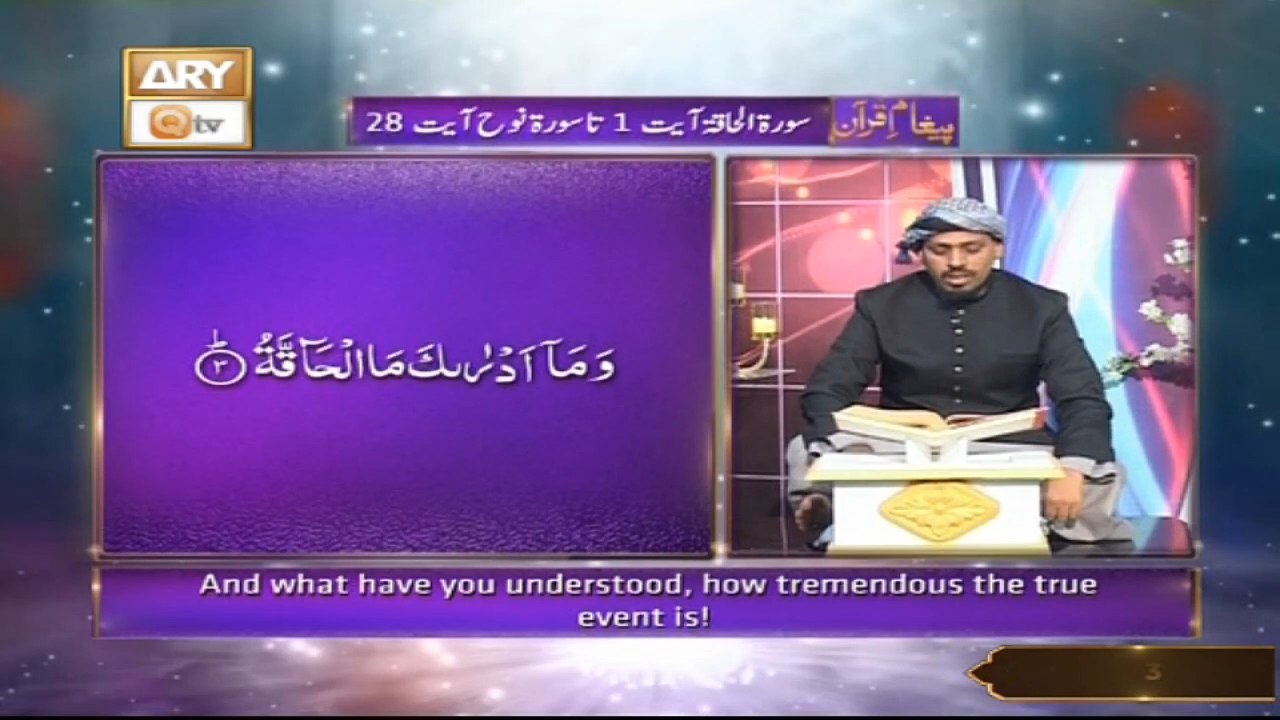 ARY
Qtv
پیغامِ قرآن
سورۃ الحاقۃ آیت 1 تا سورۃ نوح آیت 28
وَمَآ اَدْرٰىكَ مَا الْحَآقَّةُ ؕ ۳
And what have you understood, how tremendous the true
event is!
3